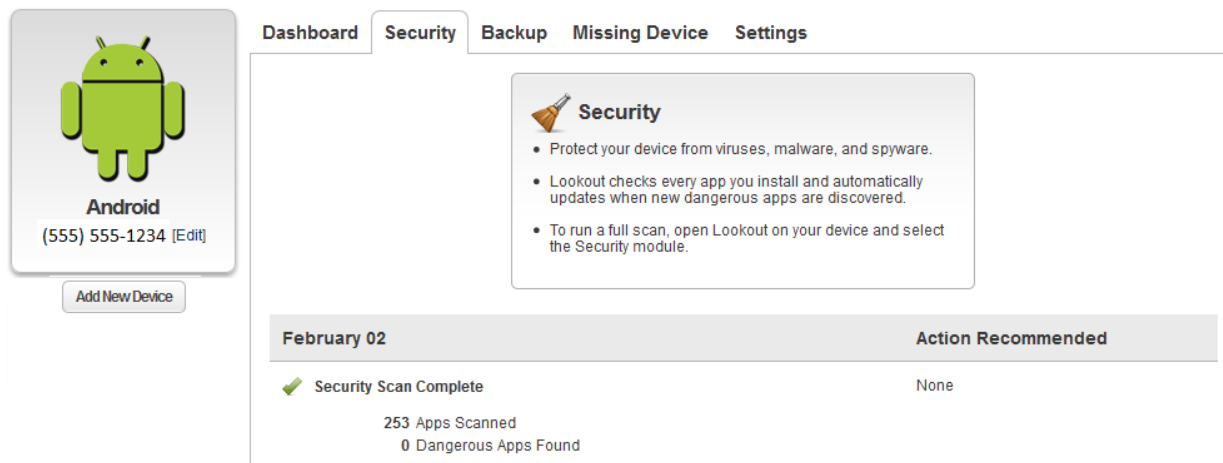 Dashboard Security Backup Missing Device Settings
Android
(555) 555-1234 [Edit]
Add New Device
Security
• Protect your device from viruses, malware, and spyware.
• Lookout checks every app you install and automatically
updates when new dangerous apps are discovered.
• To run a full scan, open Lookout on your device and select
the Security module.
February 02 Action Recommended
Security Scan Complete None
253 Apps Scanned
0 Dangerous Apps Found